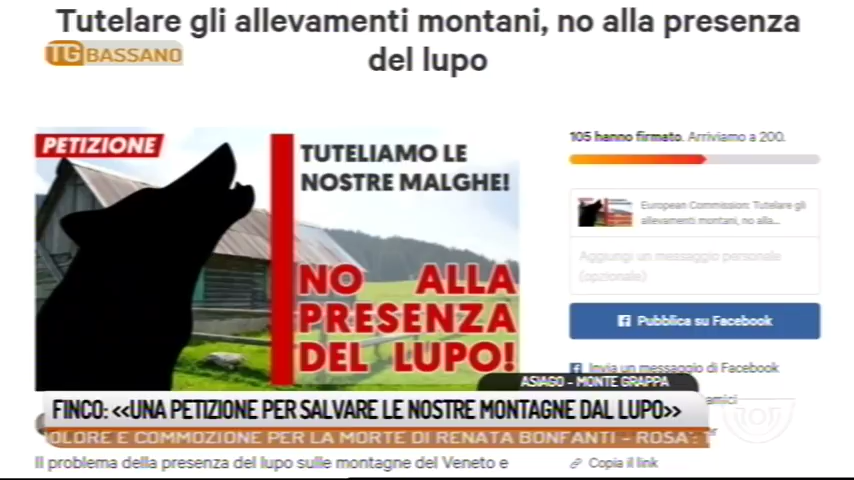 Tutelare gli allevamenti montani, no alla presenza
del lupo
TG BASSANO
PETIZIONE
TUTELIAMO LE
NOSTRE MALGHE!
NO ALLA
PRESENZA
DEL LUPO!
105 hanno firmato. Arriviamo a 200.
European Commission: Tutelare gli
allevamenti montani, no alla...
Aggiungi un messaggio personale
(opzionale)
Pubblica su Facebook
Invia un messaggio di Facebook
ASIAGO - MONTE GRAPPA
FINCO: <<UNA PETIZIONE PER SALVARE LE NOSTRE MONTAGNE DAL LUPO>>
OLORE E COMMOZIONE PER LA MORTE DI RENATA BONFANTI - ROSA':
Il problema della presenza del lupo sulle montagne del Veneto e
Copia il link